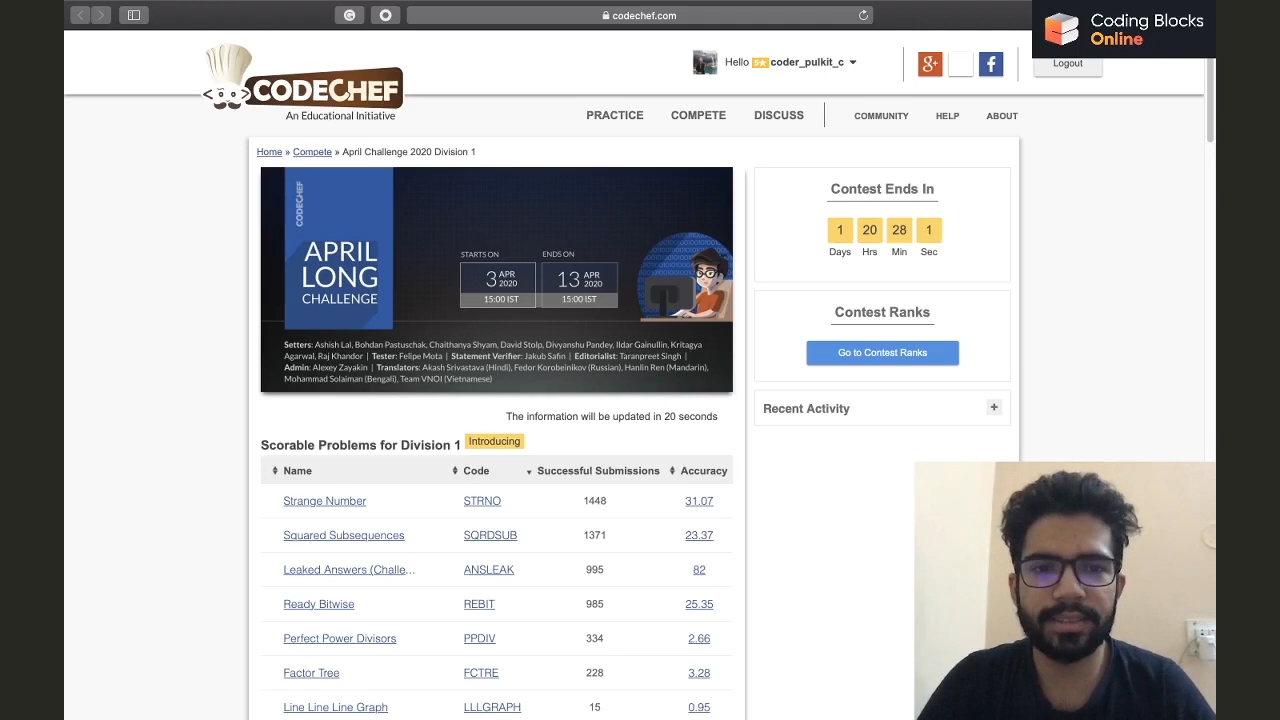 codechef.com
Coding Blocks
Online
Hello 5★ coder_pulkit_c
Logout
CODECHEF
An Educational Initiative
PRACTICE COMPETE DISCUSS COMMUNITY HELP ABOUT
Home » Compete » April Challenge 2020 Division 1
CODECHEF
APRIL
LONG
CHALLENGE
STARTS ON
3 APR 2020
15:00 IST
ENDS ON
13 APR 2020
15:00 IST
Setters: Ashish Lal, Bohdan Pastuschak, Chaithanya Shyam, David Stolp, Divyanshu Pandey, Ildar Gainullin, Kritagya
Agarwal, Raj Khandor | Tester: Felipe Mota | Statement Verifier: Jakub Safin | Editorialist: Taranpreet Singh |
Admin: Alexey Zayakin | Translators: Akash Srivastava (Hindi), Fedor Korobeinikov (Russian), Hanlin Ren (Mandarin),
Mohammad Solaiman (Bengali), Team VNOI (Vietnamese)
Contest Ends In
1 20 28 1
Days Hrs Min Sec
Contest Ranks
Go to Contest Ranks
Recent Activity +
The information will be updated in 20 seconds
Scorable Problems for Division 1 Introducing
Name Code Successful Submissions Accuracy
Strange Number STRNO 1448 31.07
Squared Subsequences SQRDSUB 1371 23.37
Leaked Answers (Challe... ANSLEAK 995 82
Ready Bitwise REBIT 985 25.35
Perfect Power Divisors PPDIV 334 2.66
Factor Tree FCTRE 228 3.28
Line Line Line Graph LLLGRAPH 15 0.95